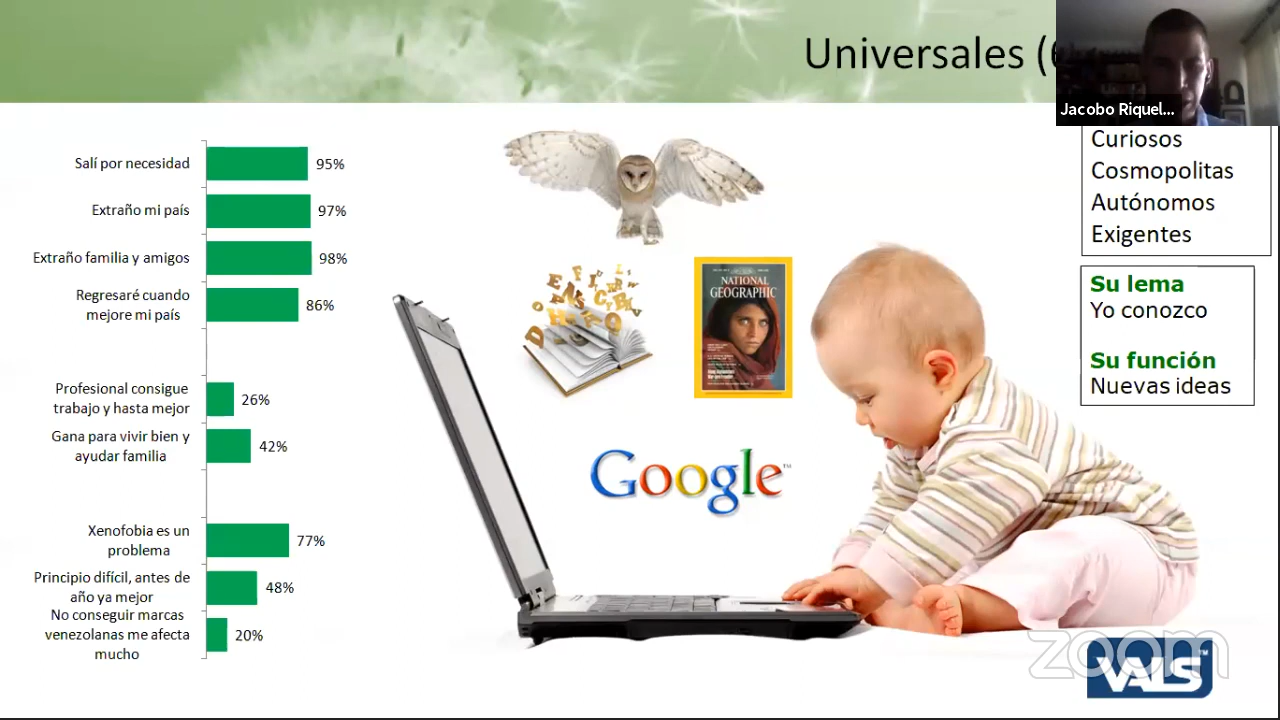 Universales (
Jacobo Riquel...
Curiosos
Cosmopolitas
Autónomos
Exigentes
Su lema
Yo conozco
Su función
Nuevas ideas
Salí por necesidad
95%
Extraño mi país
97%
Extraño familia y amigos
98%
Regresaré cuando
mejore mi país
86%
Profesional consigue
trabajo y hasta mejor
26%
Gana para vivir bien y
ayudar familia
42%
Xenofobia es un
problema
77%
Principio difícil, antes de
año ya mejor
48%
No conseguir marcas
venezolanas me afecta
mucho
20%
NATIONAL
GEOGRAPHIC
Google™
zoom
VALS™